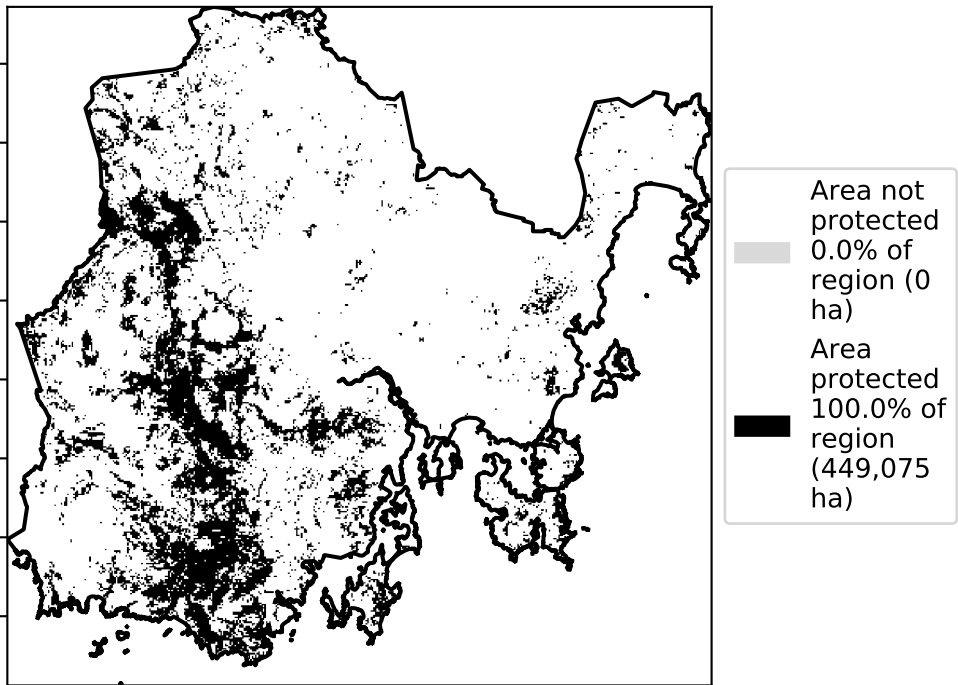 Area not
protected
0.0% of
region (0
ha)
Area
protected
100.0% of
region
(449,075
ha)